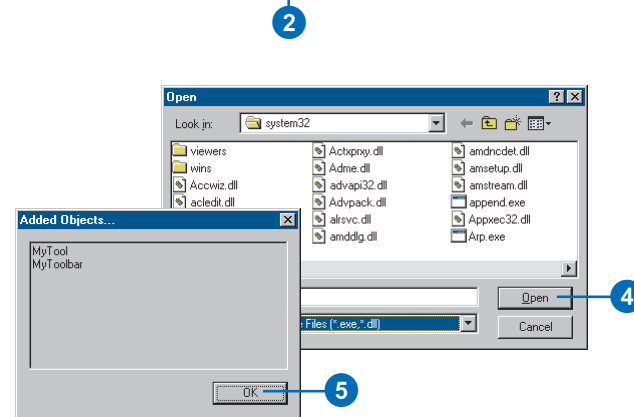 2
Open
Look in: system32
viewers Actxprxy.dll amdncdet.dll
wins Adme.dll amsetup.dll
Accwiz.dll advapi32.dll amstream.dll
acledit.dll Advpack.dll append.exe
alrsvc.dll Appxec32.dll
amddlg.dll Arp.exe
Added Objects...
MyTool
MyToolbar
Open 4
Files (*.exe,*.dll) Cancel
OK 5